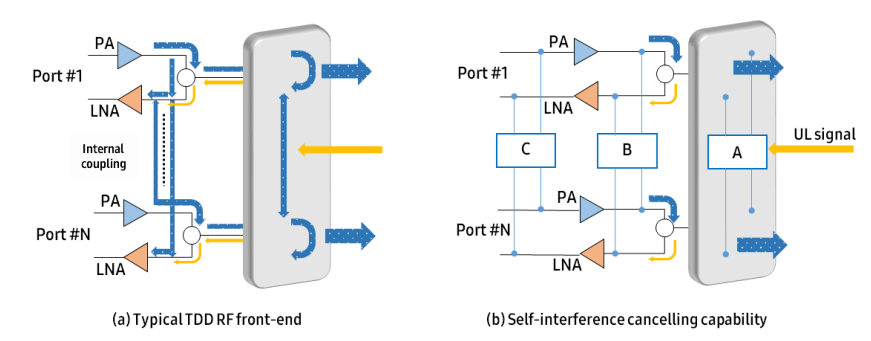 PA
Port #1
LNA
Internal
coupling
PA
Port #N
LNA
(a) Typical TDD RF front-end
PA
Port #1
LNA
C
B
A
UL signal
PA
Port #N
LNA
(b) Self-interference cancelling capability